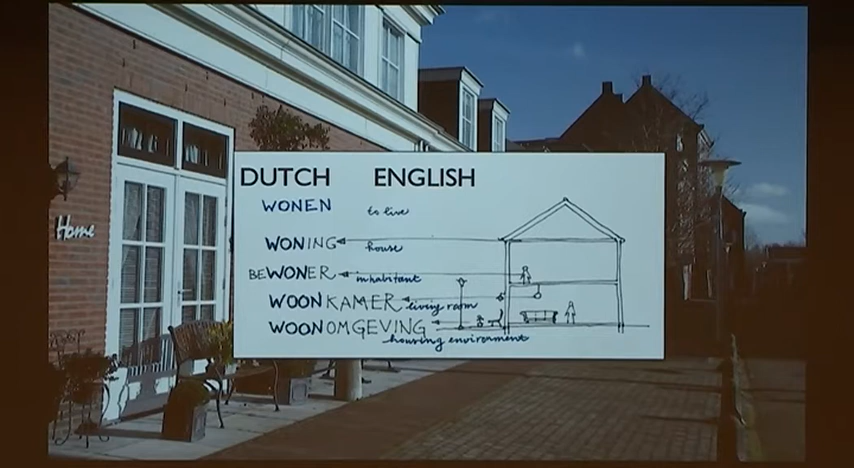 DUTCH ENGLISH
WONEN to live
WONING house
BEWONER inhabitant
WOONKAMER living room
WOONOMGEVING
housing environment
Home